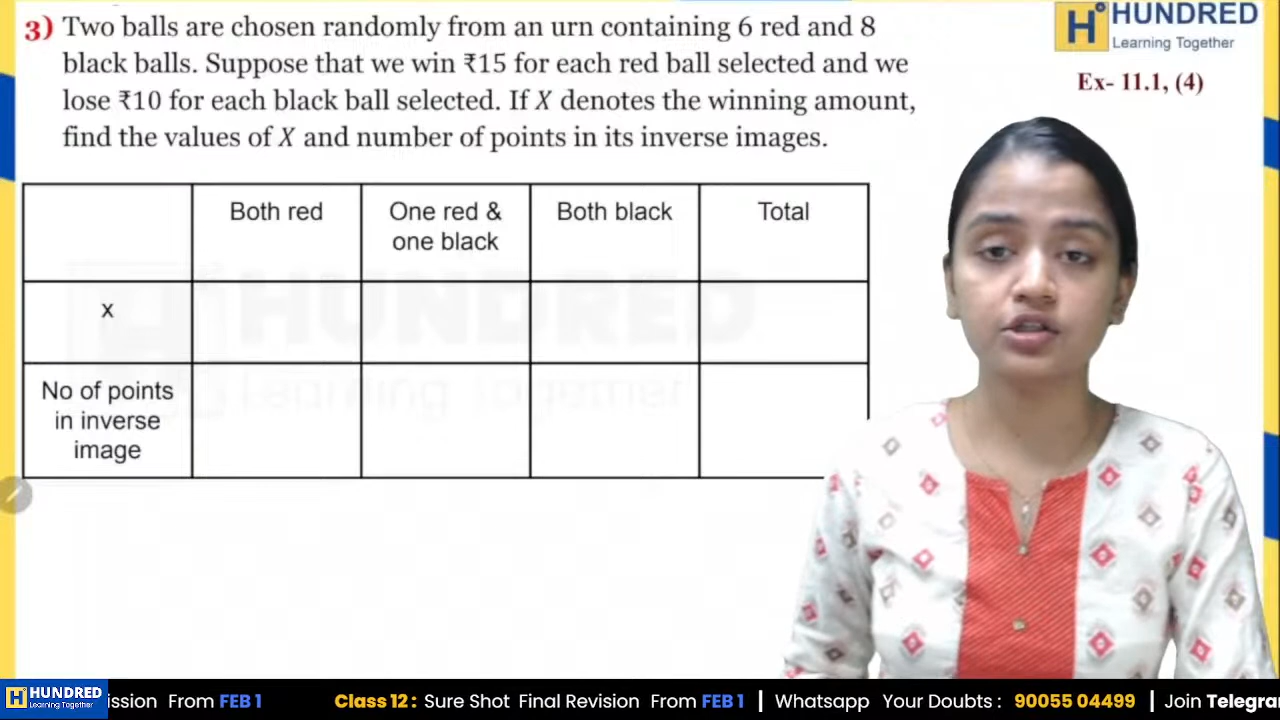 3) Two balls are chosen randomly from an urn containing 6 red and 8
black balls. Suppose that we win ₹15 for each red ball selected and we
lose ₹10 for each black ball selected. If X denotes the winning amount,
find the values of X and number of points in its inverse images.
H HUNDRED
Learning Together
Ex- 11.1, (4)
Both red
One red &
one black
Both black
Total
x
No of points
in inverse
image
HUNDRED
Learning Together
H HUNDRED
Learning Together
ission From FEB 1 Class 12 : Sure Shot Final Revision From FEB 1 | Whatsapp Your Doubts : 90055 04499 | Join Telegra